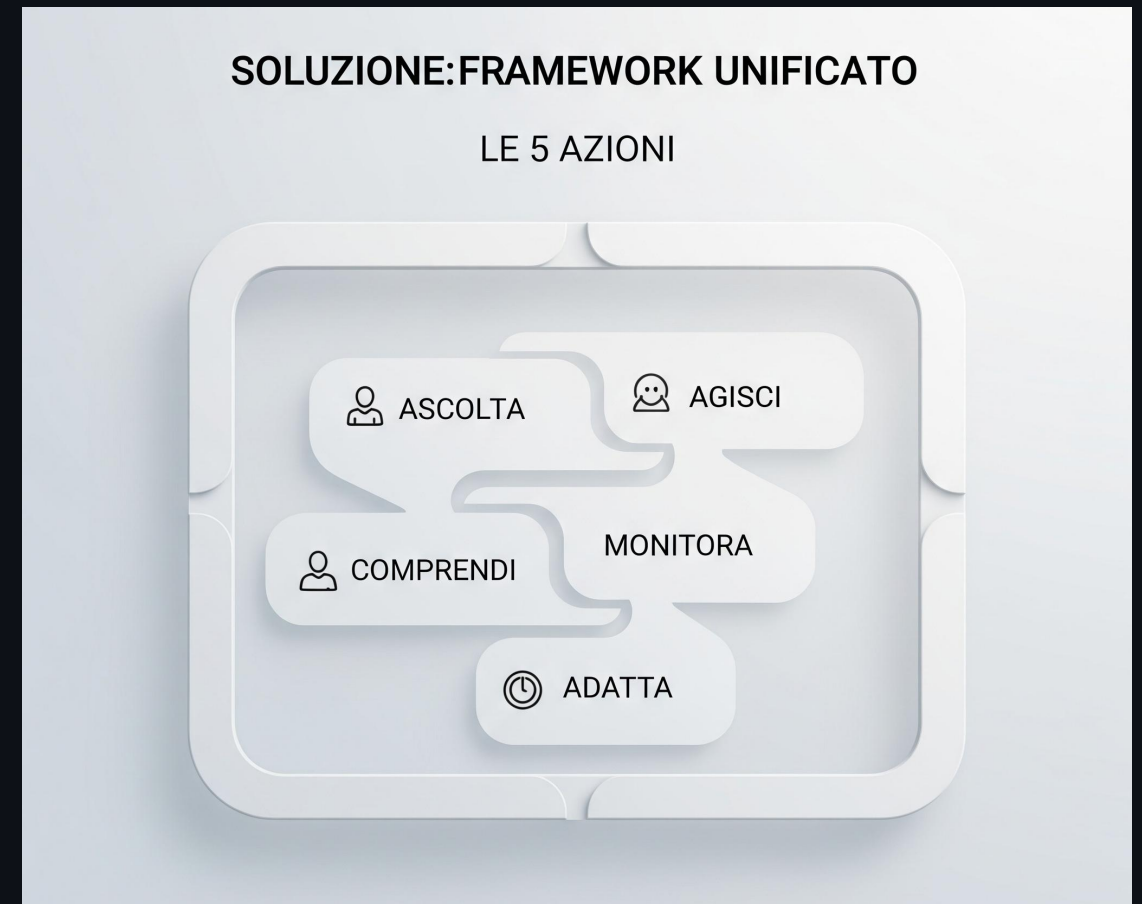 SOLUZIONE:FRAMEWORK UNIFICATO
LE 5 AZIONI
ASCOLTA
AGISCI
COMPRENDI
MONITORA
ADATTA